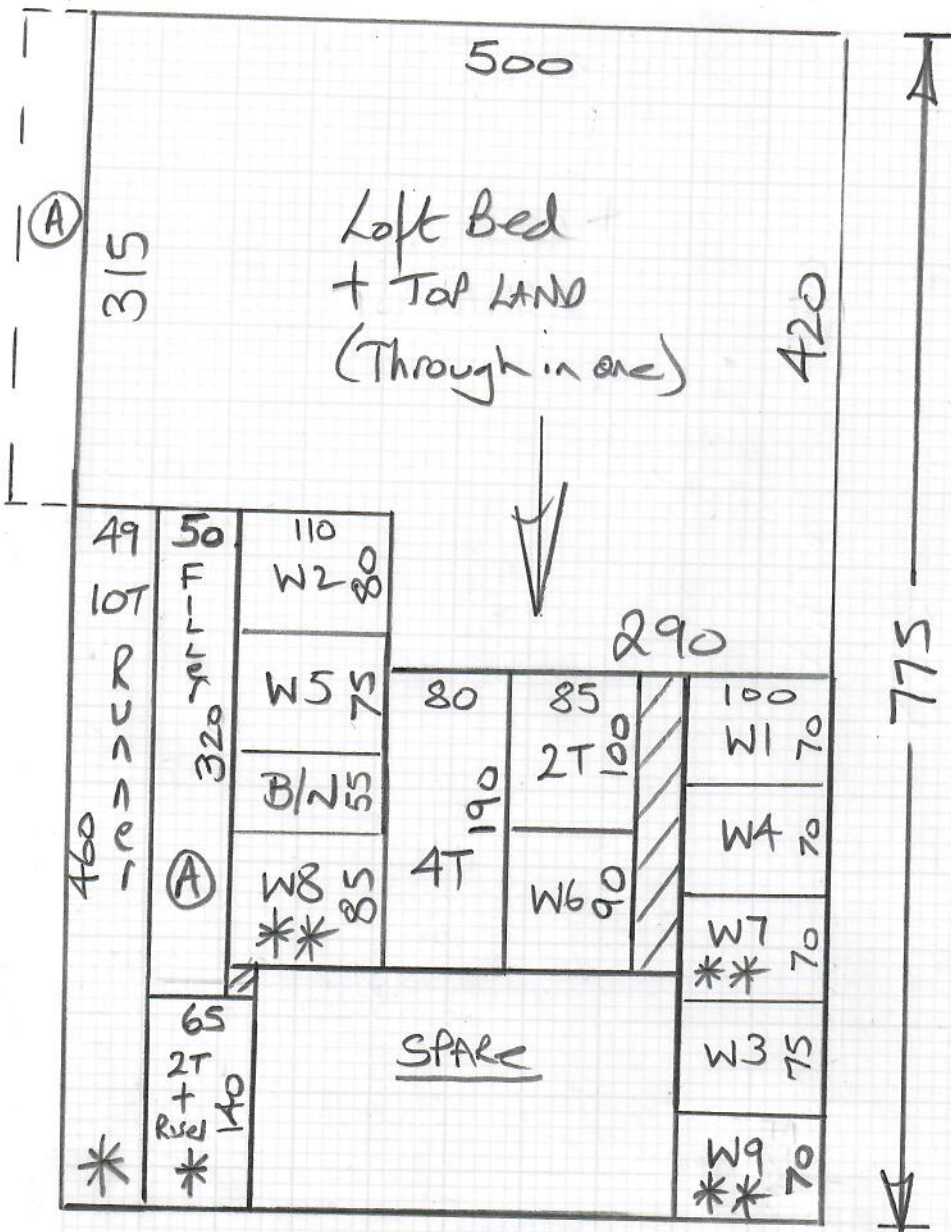 500
Loft Bed
+ TOP LAND
(Through in one)
A
315
420
775
290
49
10T
Runner
460
*
50
Filler
320
A
110
W2 80
W5 75
B/N 55
W8 85
**
80
190
4T
85
2T 100
W6 90
100
W1 70
W4 70
W7 70
**
W3 75
W9 70
**
65
2T
+
Riser
140
*
SPARE